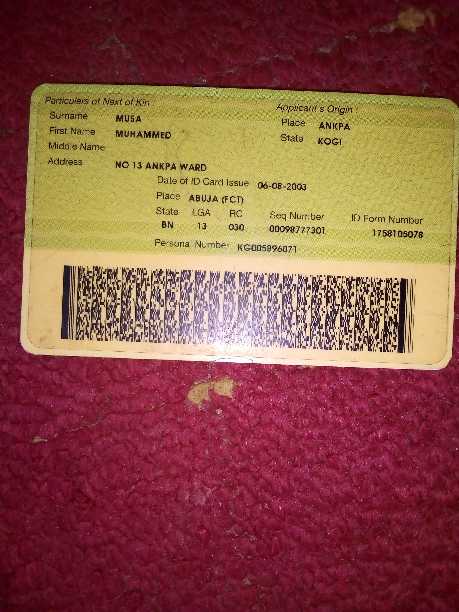 Particulars of Next of Kin
Surname MUSA
First Name MUHAMMED
Middle Name
Address NO 13 ANKPA WARD
Applicant's Origin
Place ANKPA
State KOGI
Date of ID Card Issue 06-08-2003
Place ABUJA (FCT)
State LGA RC Seq Number ID Form Number
BN 13 030 00098777301 1758105078
Personal Number KG005896071